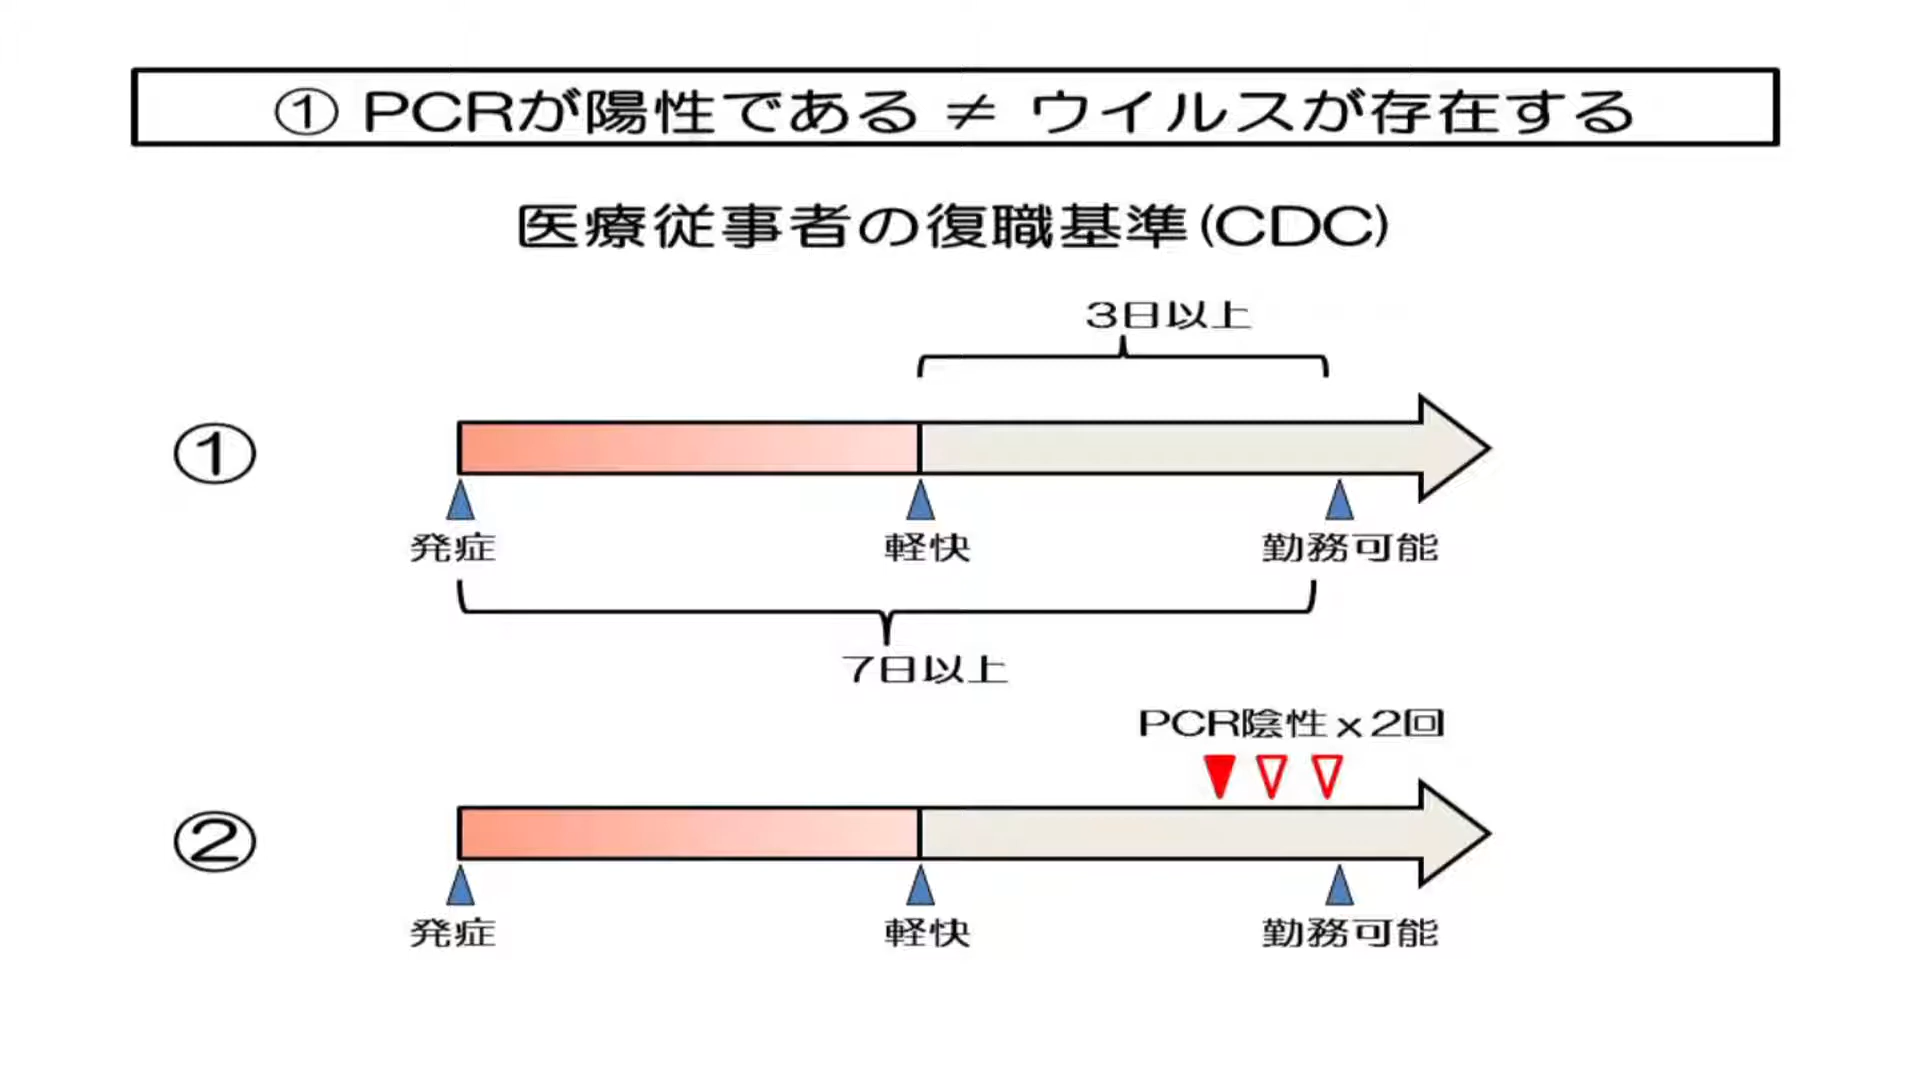 ① PCRが陽性である ≠ ウイルスが存在する
医療従事者の復職基準(CDC)
3日以上
①
発症
軽快
勤務可能
7日以上
PCR陰性x2回
②
発症
軽快
勤務可能